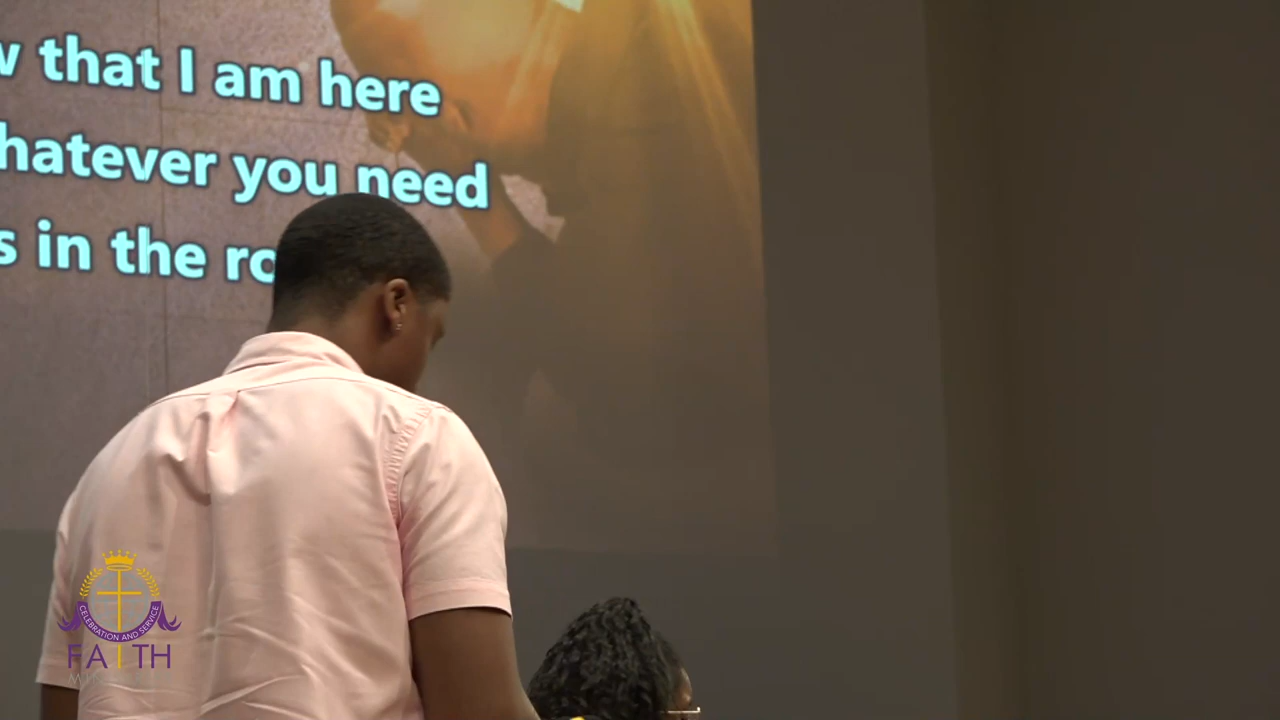 that I am here
hatever you need
s in the ro
CELEBRATION AND SERVICE
FAITH